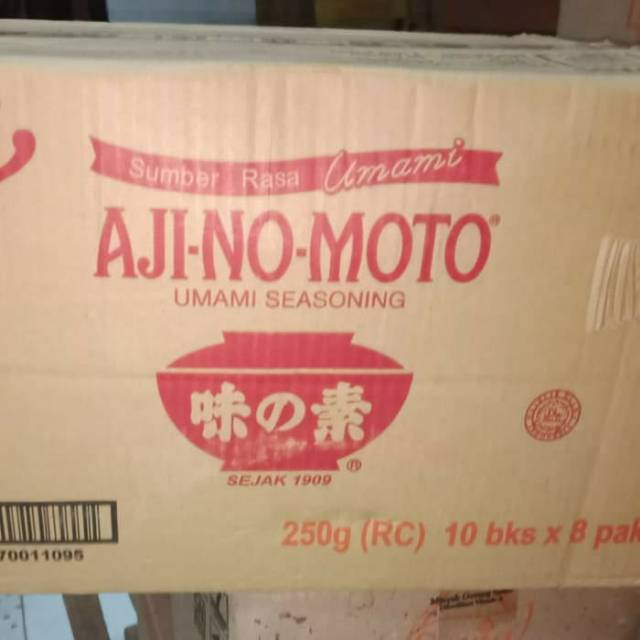 Sumber Rasa Umami
AJI-NO-MOTO®
UMAMI SEASONING
味の素®
SEJAK 1909
70011095
250g (RC) 10 bks x 8 pak